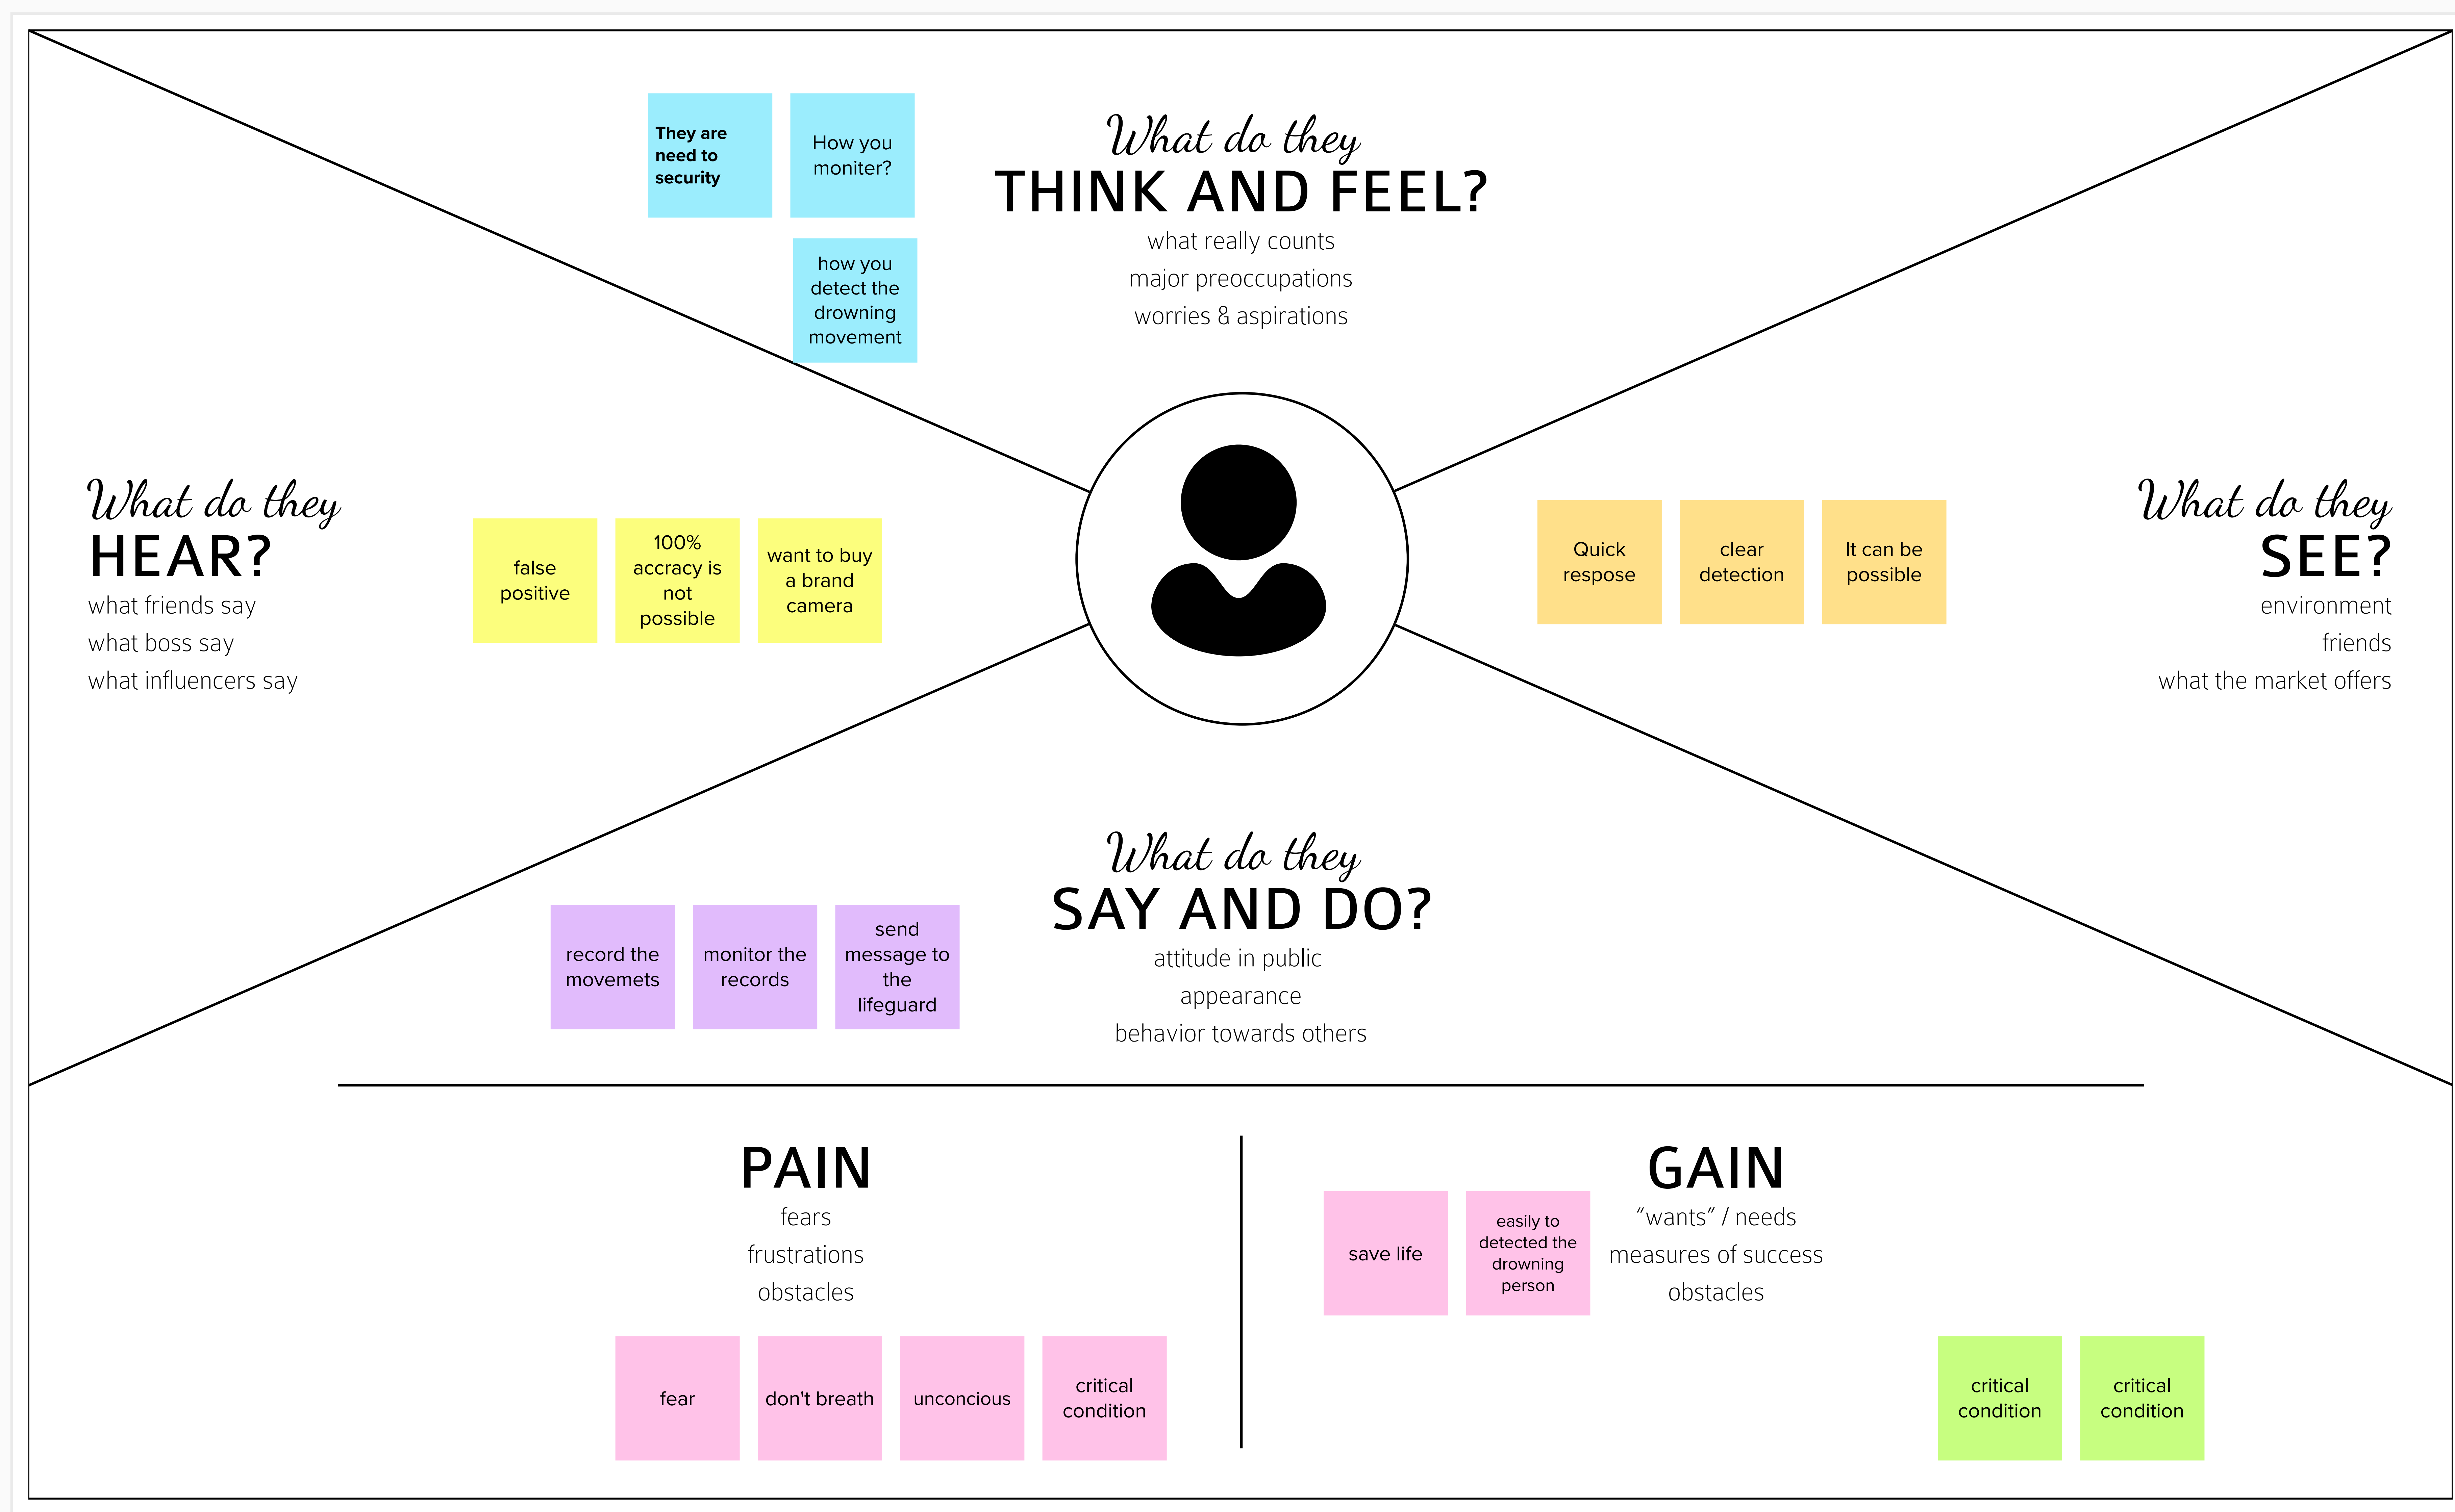 They are
need to
security
How you
moniter?
how you
detect the
drowning
movement
What do they
THINK AND FEEL?
what really counts
major preoccupations
worries & aspirations
What do they
HEAR?
what friends say
what boss say
what influencers say
false
positive
100%
accracy is
not
possible
want to buy
a brand
camera
Quick
respose
clear
detection
It can be
possible
What do they
SEE?
environment
friends
what the market offers
What do they
SAY AND DO?
attitude in public
appearance
behavior towards others
record the
movemets
monitor the
records
send
message to
the
lifeguard
PAIN
fears
frustrations
obstacles
fear
don't breath
unconcious
critical
condition
GAIN
“wants” / needs
measures of success
obstacles
save life
easily to
detected the
drowning
person
critical
condition
critical
condition